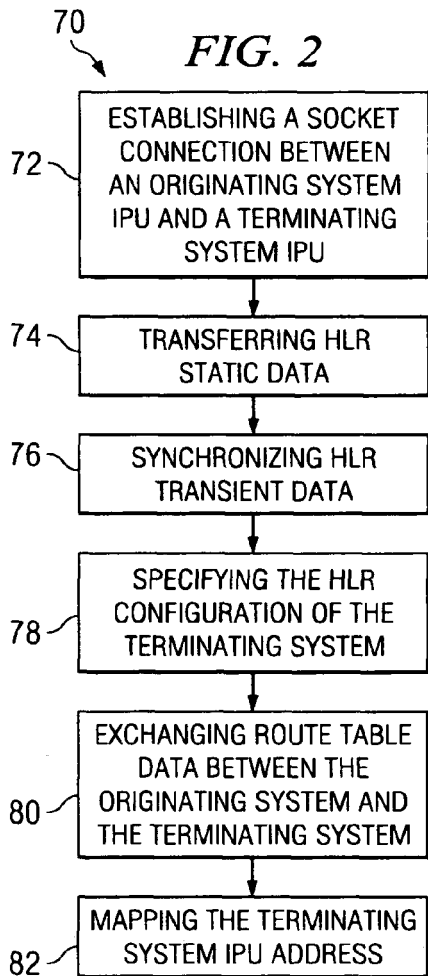 70
FIG. 2
72
ESTABLISHING A SOCKET
CONNECTION BETWEEN
AN ORIGINATING SYSTEM
IPU AND A TERMINATING
SYSTEM IPU
74
TRANSFERRING HLR
STATIC DATA
76
SYNCHRONIZING HLR
TRANSIENT DATA
78
SPECIFYING THE HLR
CONFIGURATION OF THE
TERMINATING SYSTEM
80
EXCHANGING ROUTE TABLE
DATA BETWEEN THE
ORIGINATING SYSTEM AND
THE TERMINATING SYSTEM
82
MAPPING THE TERMINATING
SYSTEM IPU ADDRESS